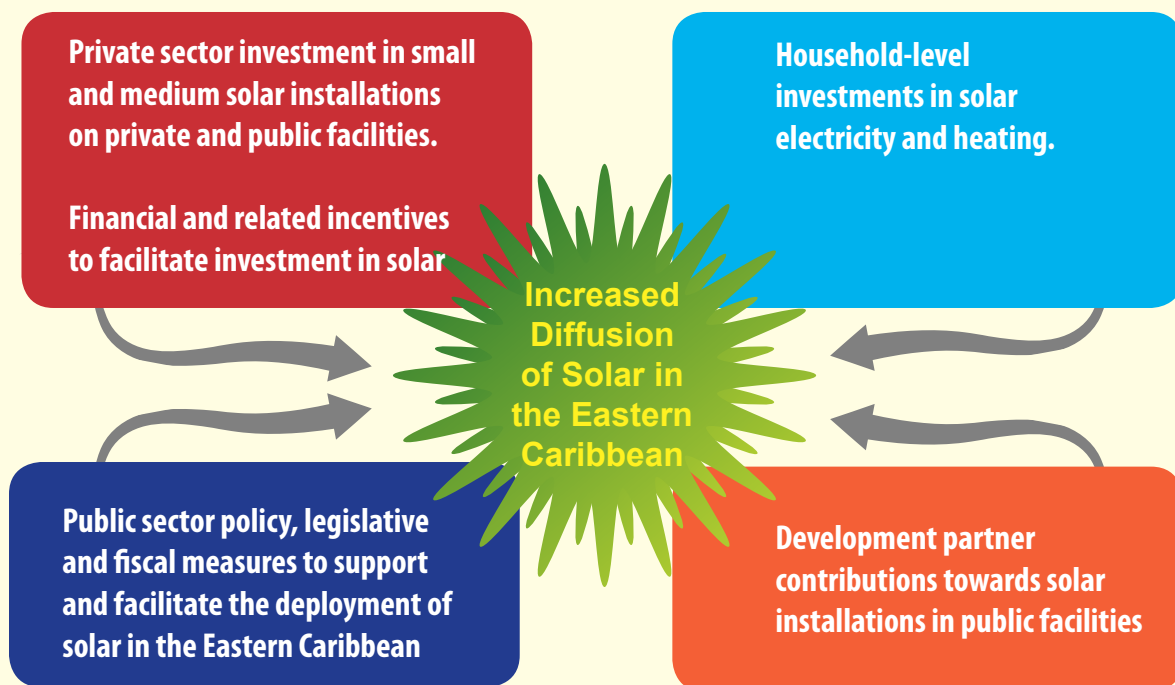 Private sector investment in small
and medium solar installations
on private and public facilities.
Financial and related incentives
to facilitate investment in solar
Household-level
investments in solar
electricity and heating.
Increased
Diffusion
of Solar in
the Eastern
Caribbean
Public sector policy, legislative
and fiscal measures to support
and facilitate the deployment of
solar in the Eastern Caribbean
Development partner
contributions towards solar
installations in public facilities